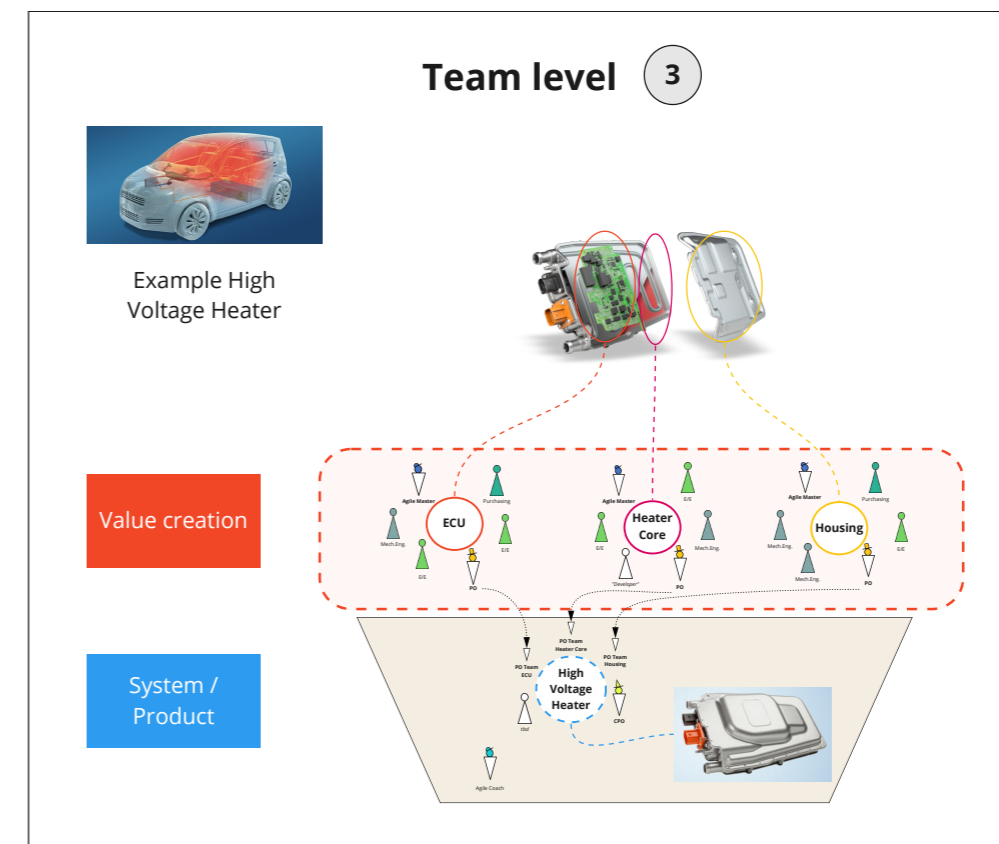 Team level 3
Example High
Voltage Heater
Value creation
Agile Master
Purchasing
ECU
Mech.Eng.
E/E
E/E
PO
Agile Master
E/E
Heater
Core
E/E
Mech.Eng.
"Developer"
PO
Agile Master
Purchasing
Housing
Mech.Eng.
E/E
Mech.Eng.
PO
System /
Product
PO Team
ECU
PO Team
Heater Core
PO Team
Housing
High
Voltage
Heater
tbd
CPO
Agile Coach